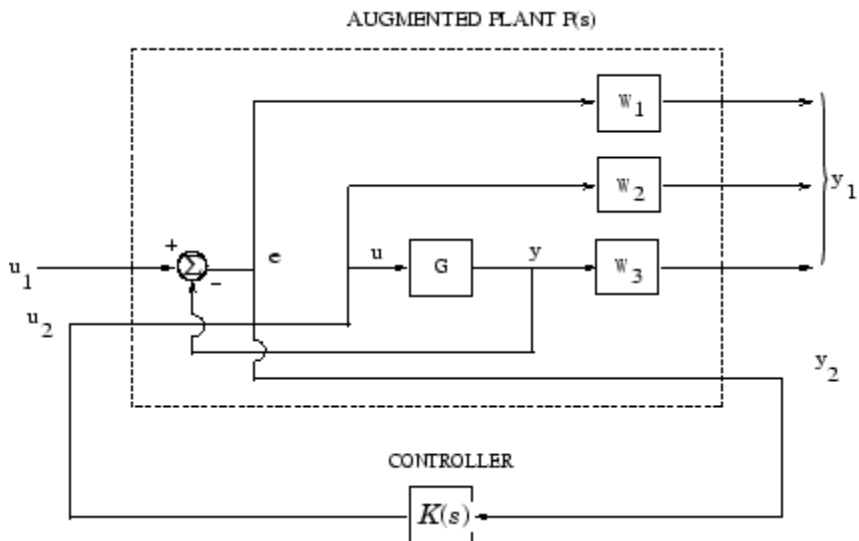 AUGMENTED PLANT P(s)
W1
W2
y1
+
Σ
e
u
G
y
W3
u1
-
u2
y2
CONTROLLER
K(s)